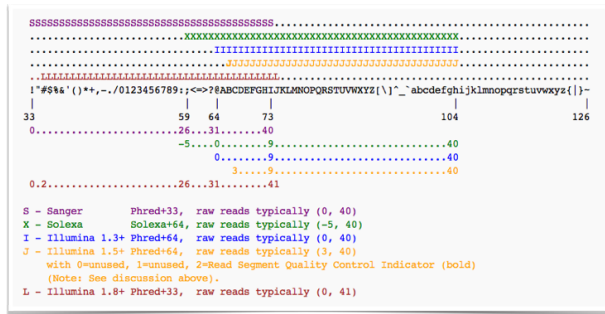 SSSSSSSSSSSSSSSSSSSSSSSSSSSSSSSSSSSSSSSSS.....................................................
..........................XXXXXXXXXXXXXXXXXXXXXXXXXXXXXXXXXXXXXXXXXXXXXX......................
...............................IIIIIIIIIIIIIIIIIIIIIIIIIIIIIIIIIIIIIIIII......................
.................................JJJJJJJJJJJJJJJJJJJJJJJJJJJJJJJJJJJJJJJ......................
..LLLLLLLLLLLLLLLLLLLLLLLLLLLLLLLLLLLLLLLL....................................................
!"#$%&'()*+,-./0123456789:;<=>?@ABCDEFGHIJKLMNOPQRSTUVWXYZ[\]^_`abcdefghijklmnopqrstuvwxyz{|}~
| | | | | |
33 59 64 73 104 126
0........................26...31.......40
-5....0........9.............................40
0........9.............................40
3.....9.............................40
0.2......................26...31........41
S - Sanger Phred+33, raw reads typically (0, 40)
X - Solexa Solexa+64, raw reads typically (-5, 40)
I - Illumina 1.3+ Phred+64, raw reads typically (0, 40)
J - Illumina 1.5+ Phred+64, raw reads typically (3, 40)
with 0=unused, 1=unused, 2=Read Segment Quality Control Indicator (bold)
(Note: See discussion above).
L - Illumina 1.8+ Phred+33, raw reads typically (0, 41)